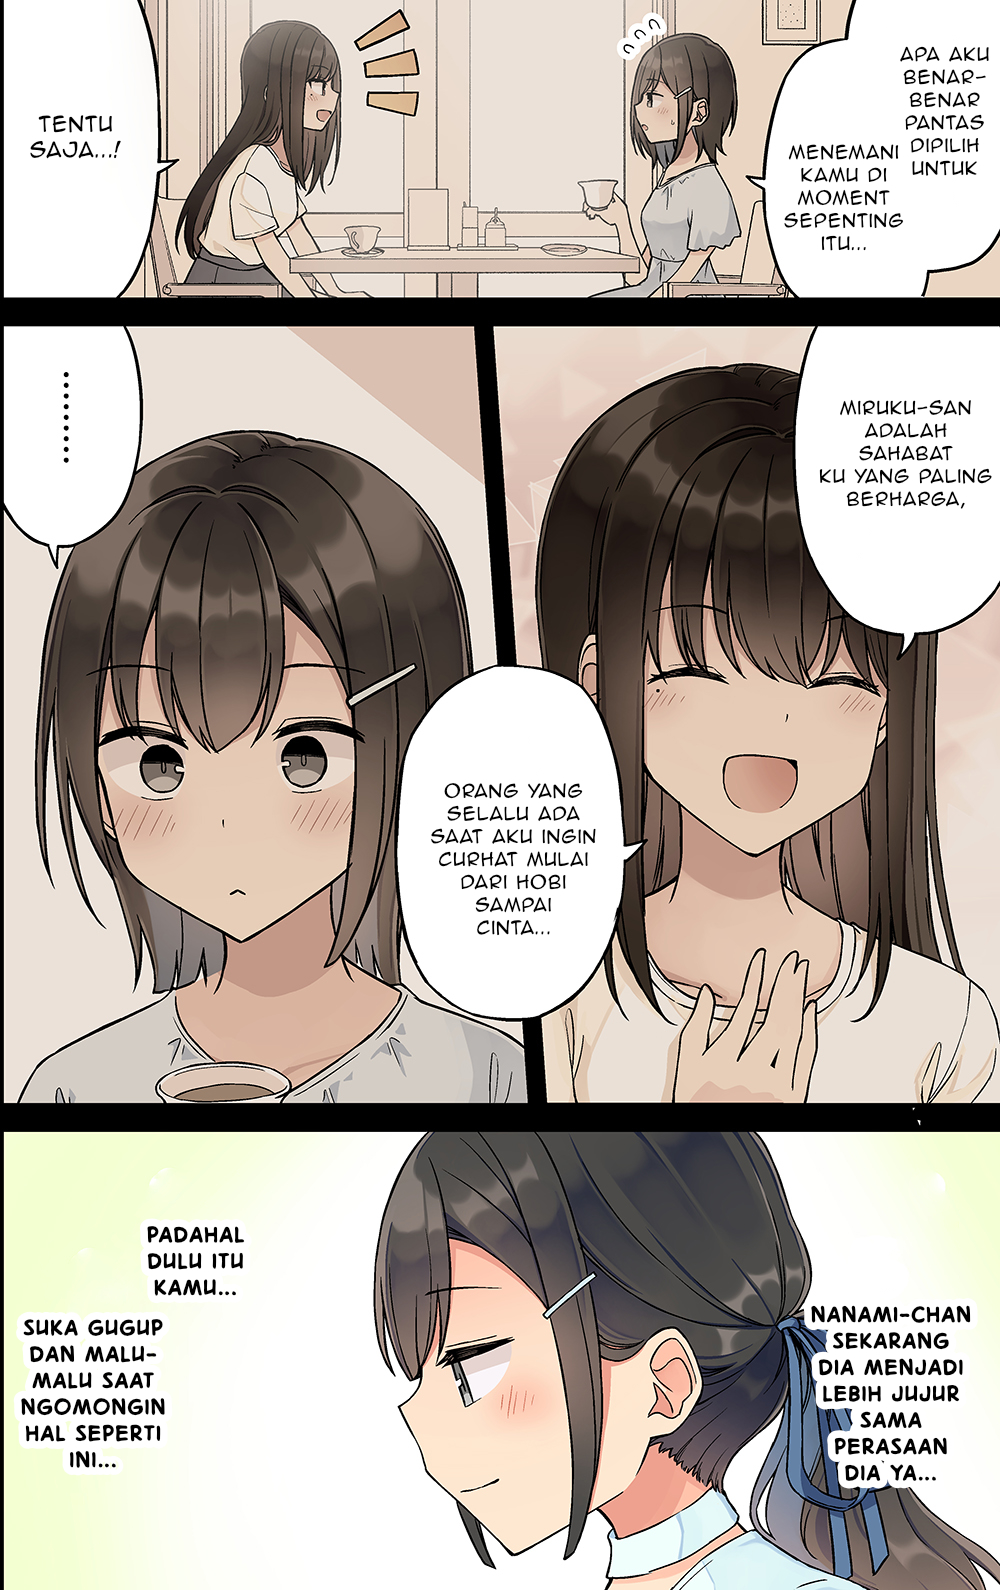 APA AKU
BENAR-
BENAR
PANTAS
DIPILIH
UNTUK
MENEMANI
KAMU DI
MOMENT
SEPENTING
ITU...
TENTU
SAJA...!
MIRUKU-SAN
ADALAH
SAHABAT
KU YANG PALING
BERHARGA,
ORANG YANG
SELALU ADA
SAAT AKU INGIN
CURHAT MULAI
DARI HOBI
SAMPAI
CINTA...
.........
NANAMI-CHAN
SEKARANG
DIA MENJADI
LEBIH JUJUR
SAMA
PERASAAN
DIA YA...
PADAHAL
DULU ITU
KAMU...
SUKA GUGUP
DAN MALU-
MALU SAAT
NGOMONGIN
HAL SEPERTI
INI...